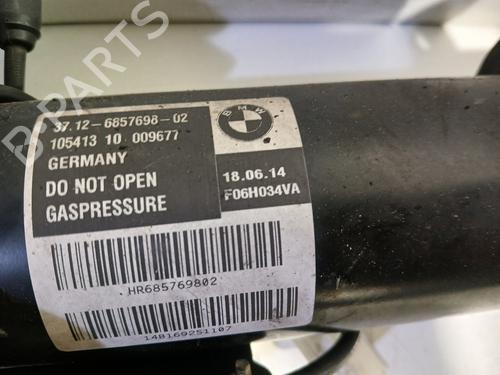 B-PARTS
37.12-6857698-02
105413 10 009677
GERMANY
DO NOT OPEN
GASPRESSURE
BMW
18.06.14
F06H034VA
HR685769802
148169251107